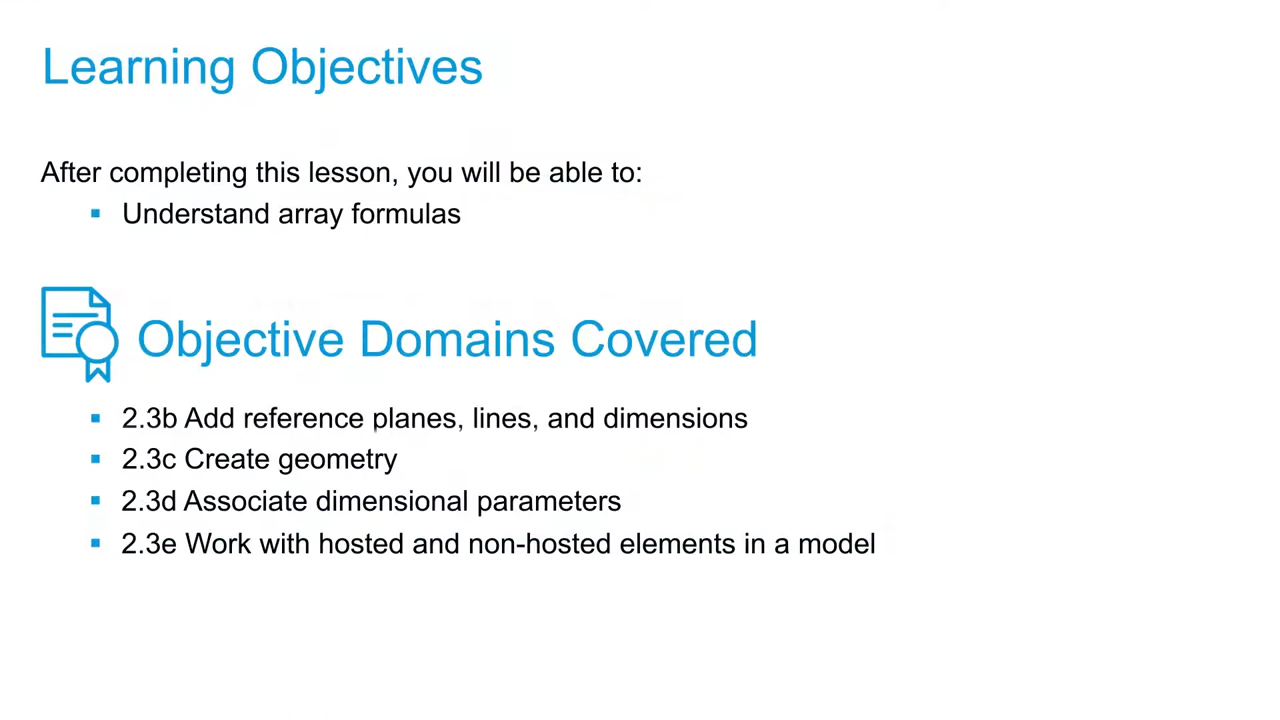 Learning Objectives
After completing this lesson, you will be able to:
▪ Understand array formulas
Objective Domains Covered
▪ 2.3b Add reference planes, lines, and dimensions
▪ 2.3c Create geometry
▪ 2.3d Associate dimensional parameters
▪ 2.3e Work with hosted and non-hosted elements in a model